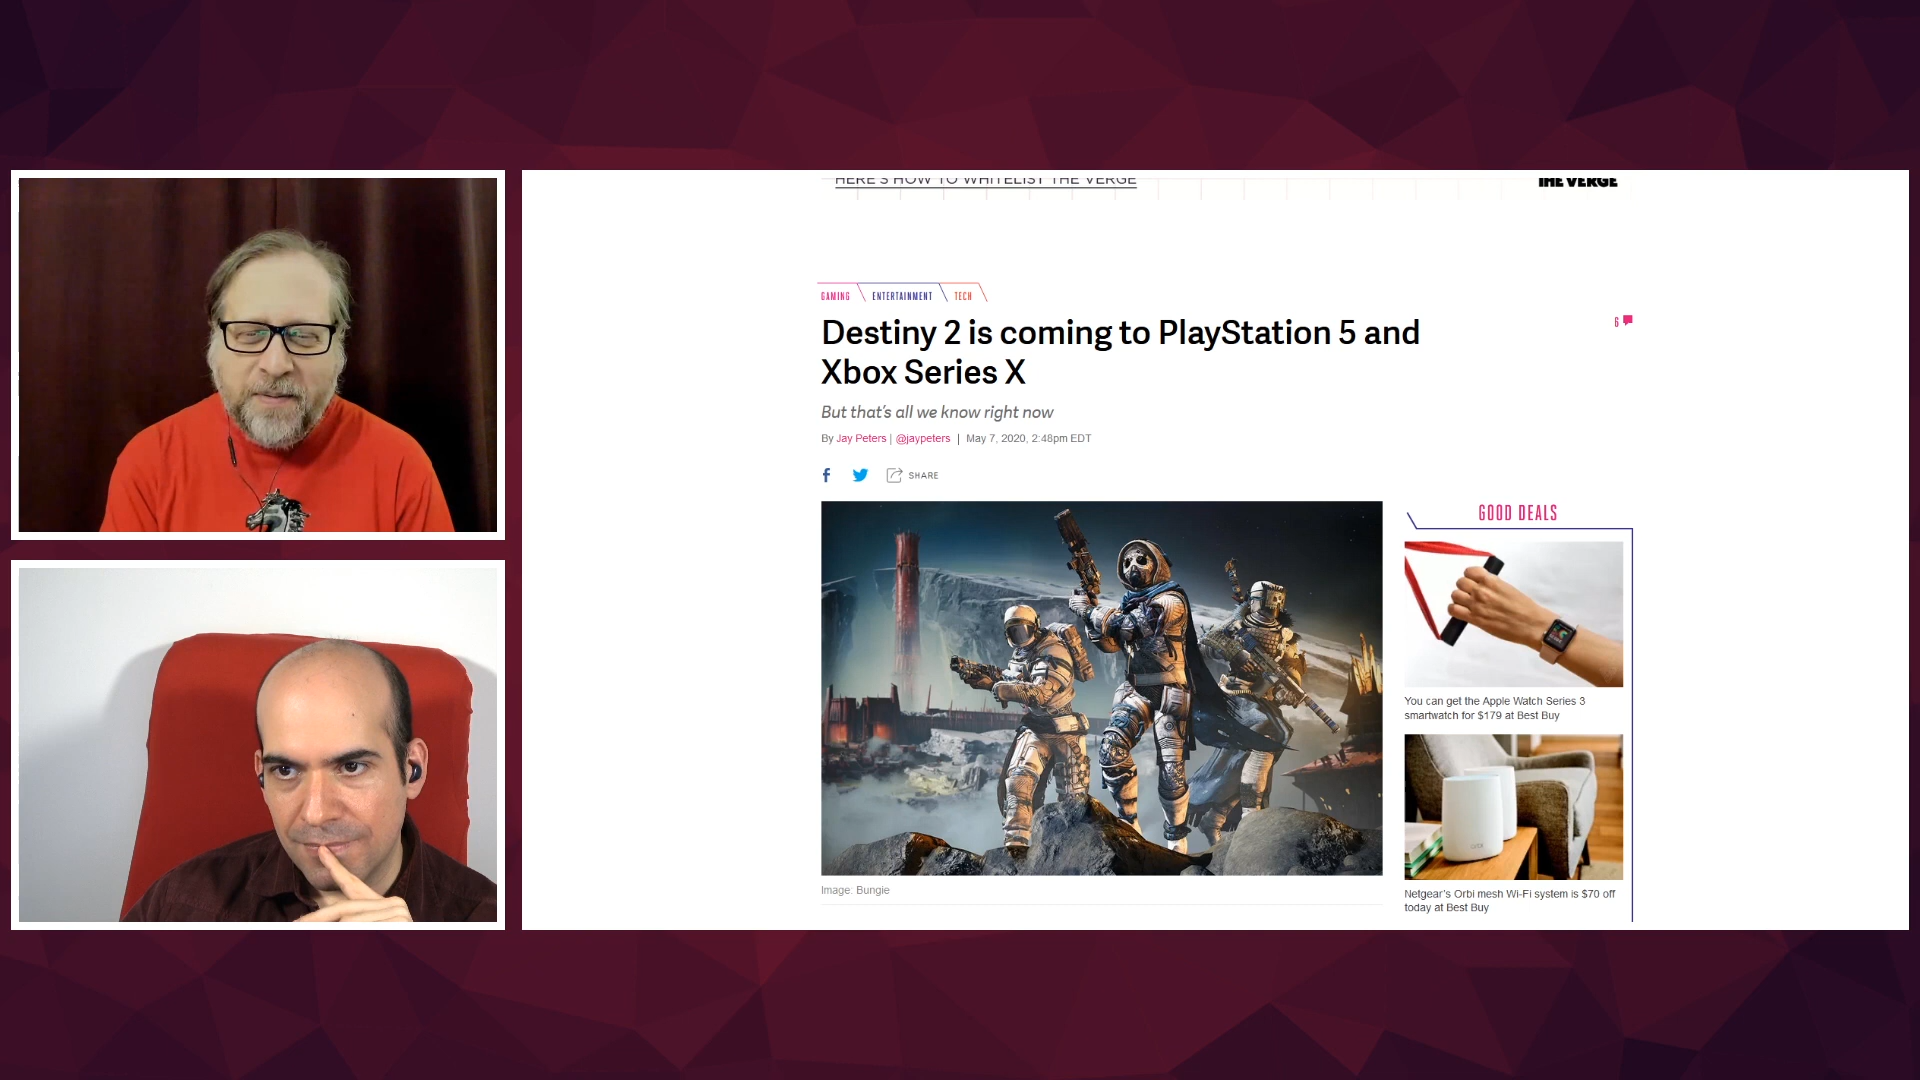 HERE'S HOW TO WHITELIST THE VERGE
THE VERGE
GAMING
ENTERTAINMENT
TECH
6
Destiny 2 is coming to PlayStation 5 and
Xbox Series X
But that's all we know right now
By Jay Peters | @jaypeters | May 7, 2020, 2:48pm EDT
SHARE
Image: Bungie
GOOD DEALS
You can get the Apple Watch Series 3
smartwatch for $179 at Best Buy
Netgear's Orbi mesh Wi-Fi system is $70 off
today at Best Buy